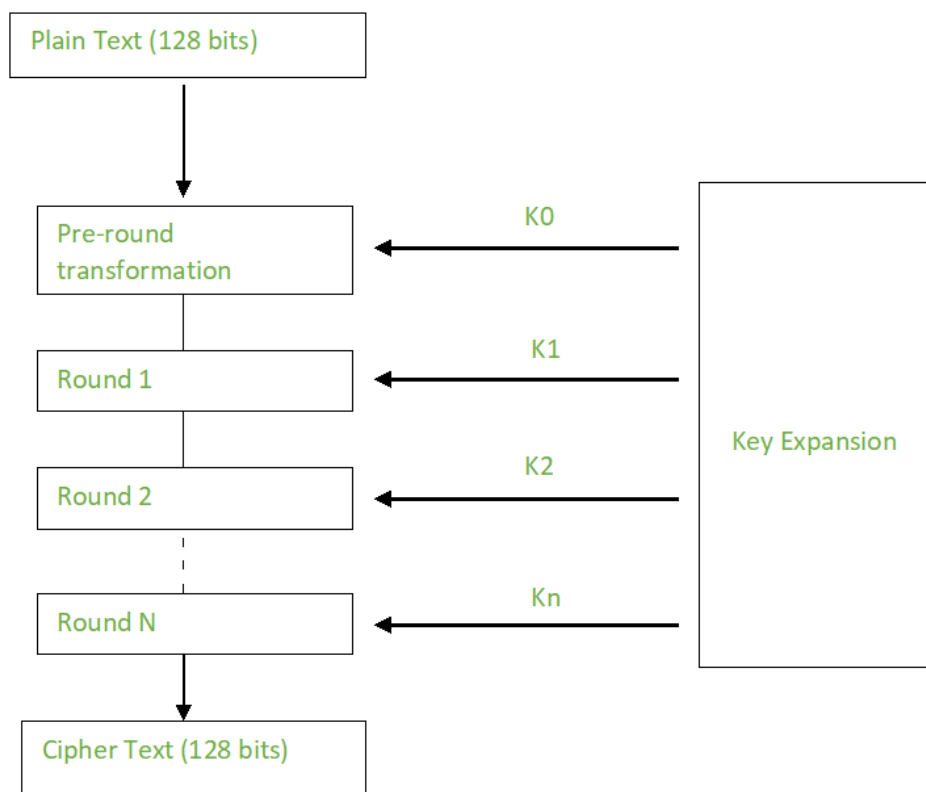 Plain Text (128 bits)
K0
Pre-round
transformation
K1
Round 1
Key Expansion
K2
Round 2
Kn
Round N
Cipher Text (128 bits)